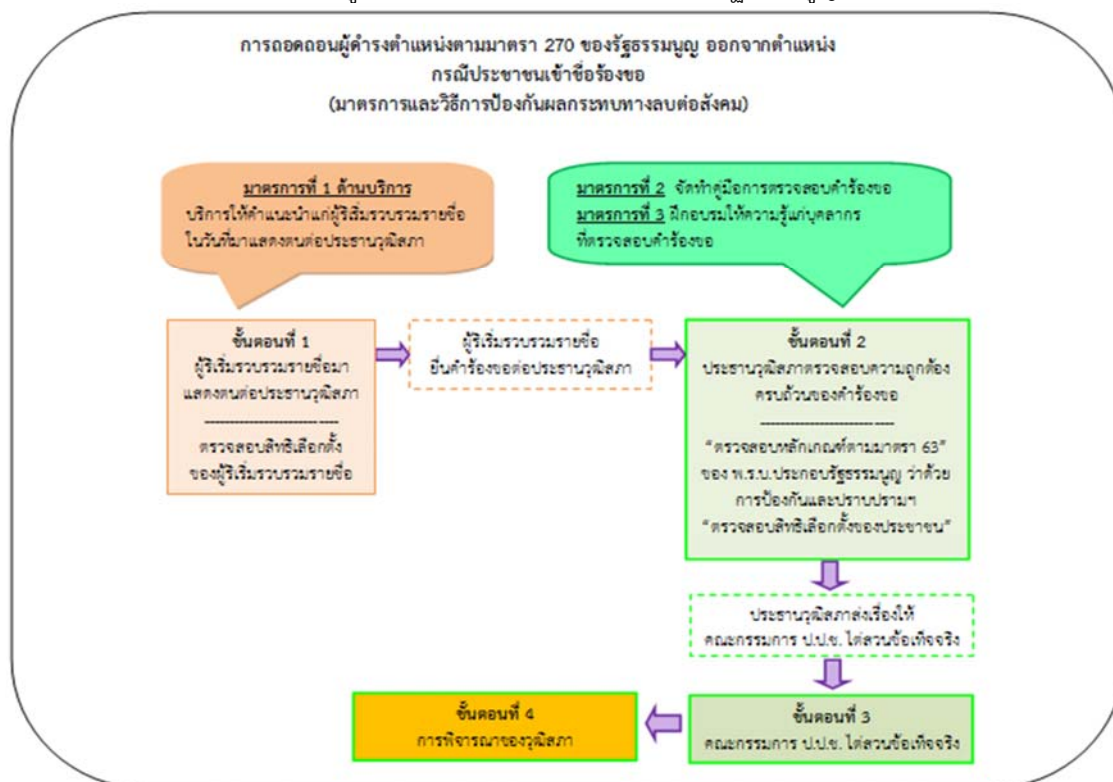 การถอดถอนผู้ดำรงตำแหน่งตามมาตรา 270 ของรัฐธรรมนูญ ออกจากตำแหน่ง
กรณีประชาชนเข้าชื่อร้องขอ
(มาตรการและวิธีการป้องกันผลกระทบทางลบต่อสังคม)
มาตรการที่ 1 ด้านบริการ
บริการให้คำแนะนำแก่ผู้ริเริ่มรวบรวมรายชื่อ
ในวันที่มาแสดงตนต่อประธานวุฒิสภา
มาตรการที่ 2 จัดทำคู่มือการตรวจสอบคำร้องขอ
มาตรการที่ 3 ฝึกอบรมให้ความรู้แก่บุคลากร
ที่ตรวจสอบคำร้องขอ
ขั้นตอนที่ 1
ผู้ริเริ่มรวบรวมรายชื่อมา
แสดงตนต่อประธานวุฒิสภา
---------------------------
ตรวจสอบสิทธิเลือกตั้ง
ของผู้ริเริ่มรวบรวมรายชื่อ
ผู้ริเริ่มรวบรวมรายชื่อ
ยื่นคำร้องขอต่อประธานวุฒิสภา
ขั้นตอนที่ 2
ประธานวุฒิสภาตรวจสอบความถูกต้อง
ครบถ้วนของคำร้องขอ
---------------------------
“ตรวจสอบหลักเกณฑ์ตามมาตรา 63”
ของ พ.ร.บ.ประกอบรัฐธรรมนูญ ว่าด้วย
การป้องกันและปราบปรามฯ
“ตรวจสอบสิทธิเลือกตั้งของประชาชน”
ประธานวุฒิสภาส่งเรื่องให้
คณะกรรมการ ป.ป.ช. ไต่สวนข้อเท็จจริง
ขั้นตอนที่ 3
คณะกรรมการ ป.ป.ช. ไต่สวนข้อเท็จจริง
ขั้นตอนที่ 4
การพิจารณาของวุฒิสภา